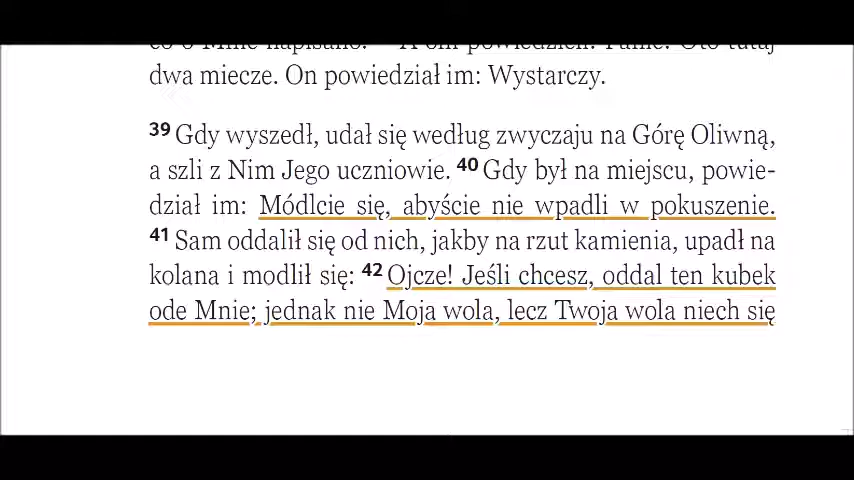 co o Mnie napisano.
dwa miecze. On powiedział im: Wystarczy.
39 Gdy wyszedł, udał się według zwyczaju na Górę Oliwną,
a szli z Nim Jego uczniowie. 40 Gdy był na miejscu, powie-
dział im: Módlcie się, abyście nie wpadli w pokuszenie.
41 Sam oddalił się od nich, jakby na rzut kamienia, upadł na
kolana i modlił się: 42 Ojcze! Jeśli chcesz, oddal ten kubek
ode Mnie; jednak nie Moja wola, lecz Twoja wola niech się